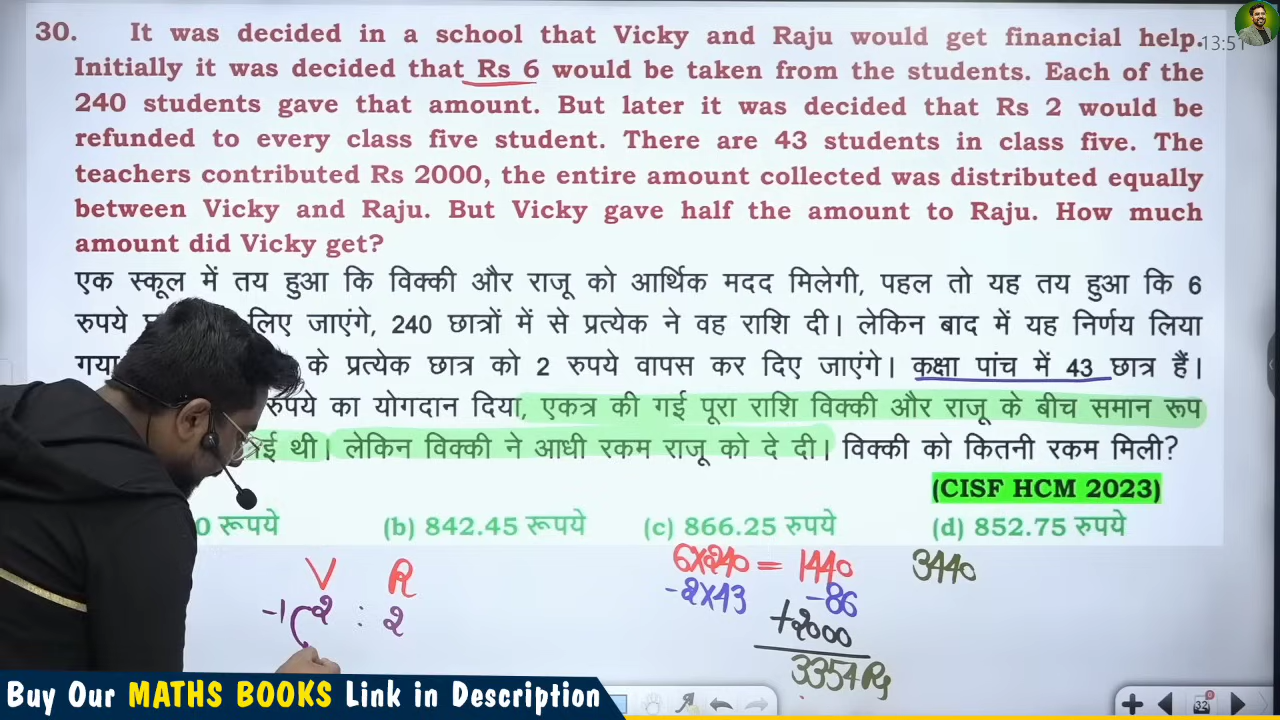 30. It was decided in a school that Vicky and Raju would get financial help.
13:51
Initially it was decided that Rs 6 would be taken from the students. Each of the
240 students gave that amount. But later it was decided that Rs 2 would be
refunded to every class five student. There are 43 students in class five. The
teachers contributed Rs 2000, the entire amount collected was distributed equally
between Vicky and Raju. But Vicky gave half the amount to Raju. How much
amount did Vicky get?
एक स्कूल में तय हुआ कि विक्की और राजू को आर्थिक मदद मिलेगी, पहल तो यह तय हुआ कि 6
रुपये लिए जाएंगे, 240 छात्रों में से प्रत्येक ने वह राशि दी। लेकिन बाद में यह निर्णय लिया
गया के प्रत्येक छात्र को 2 रुपये वापस कर दिए जाएंगे। कक्षा पांच में 43 छात्र हैं।
रुपये का योगदान दिया, एकत्र की गई पूरा राशि विक्की और राजू के बीच समान रूप
गई थी। लेकिन विक्की ने आधी रकम राजू को दे दी। विक्की को कितनी रकम मिली?
(CISF HCM 2023)
0 रूपये (b) 842.45 रूपये (c) 866.25 रुपये (d) 852.75 रुपये
V R 6×240 = 1440 3440
-1 2 : 2 -2×43 -86
+2000
3354 Rs
Buy Our MATHS BOOKS Link in Description
32